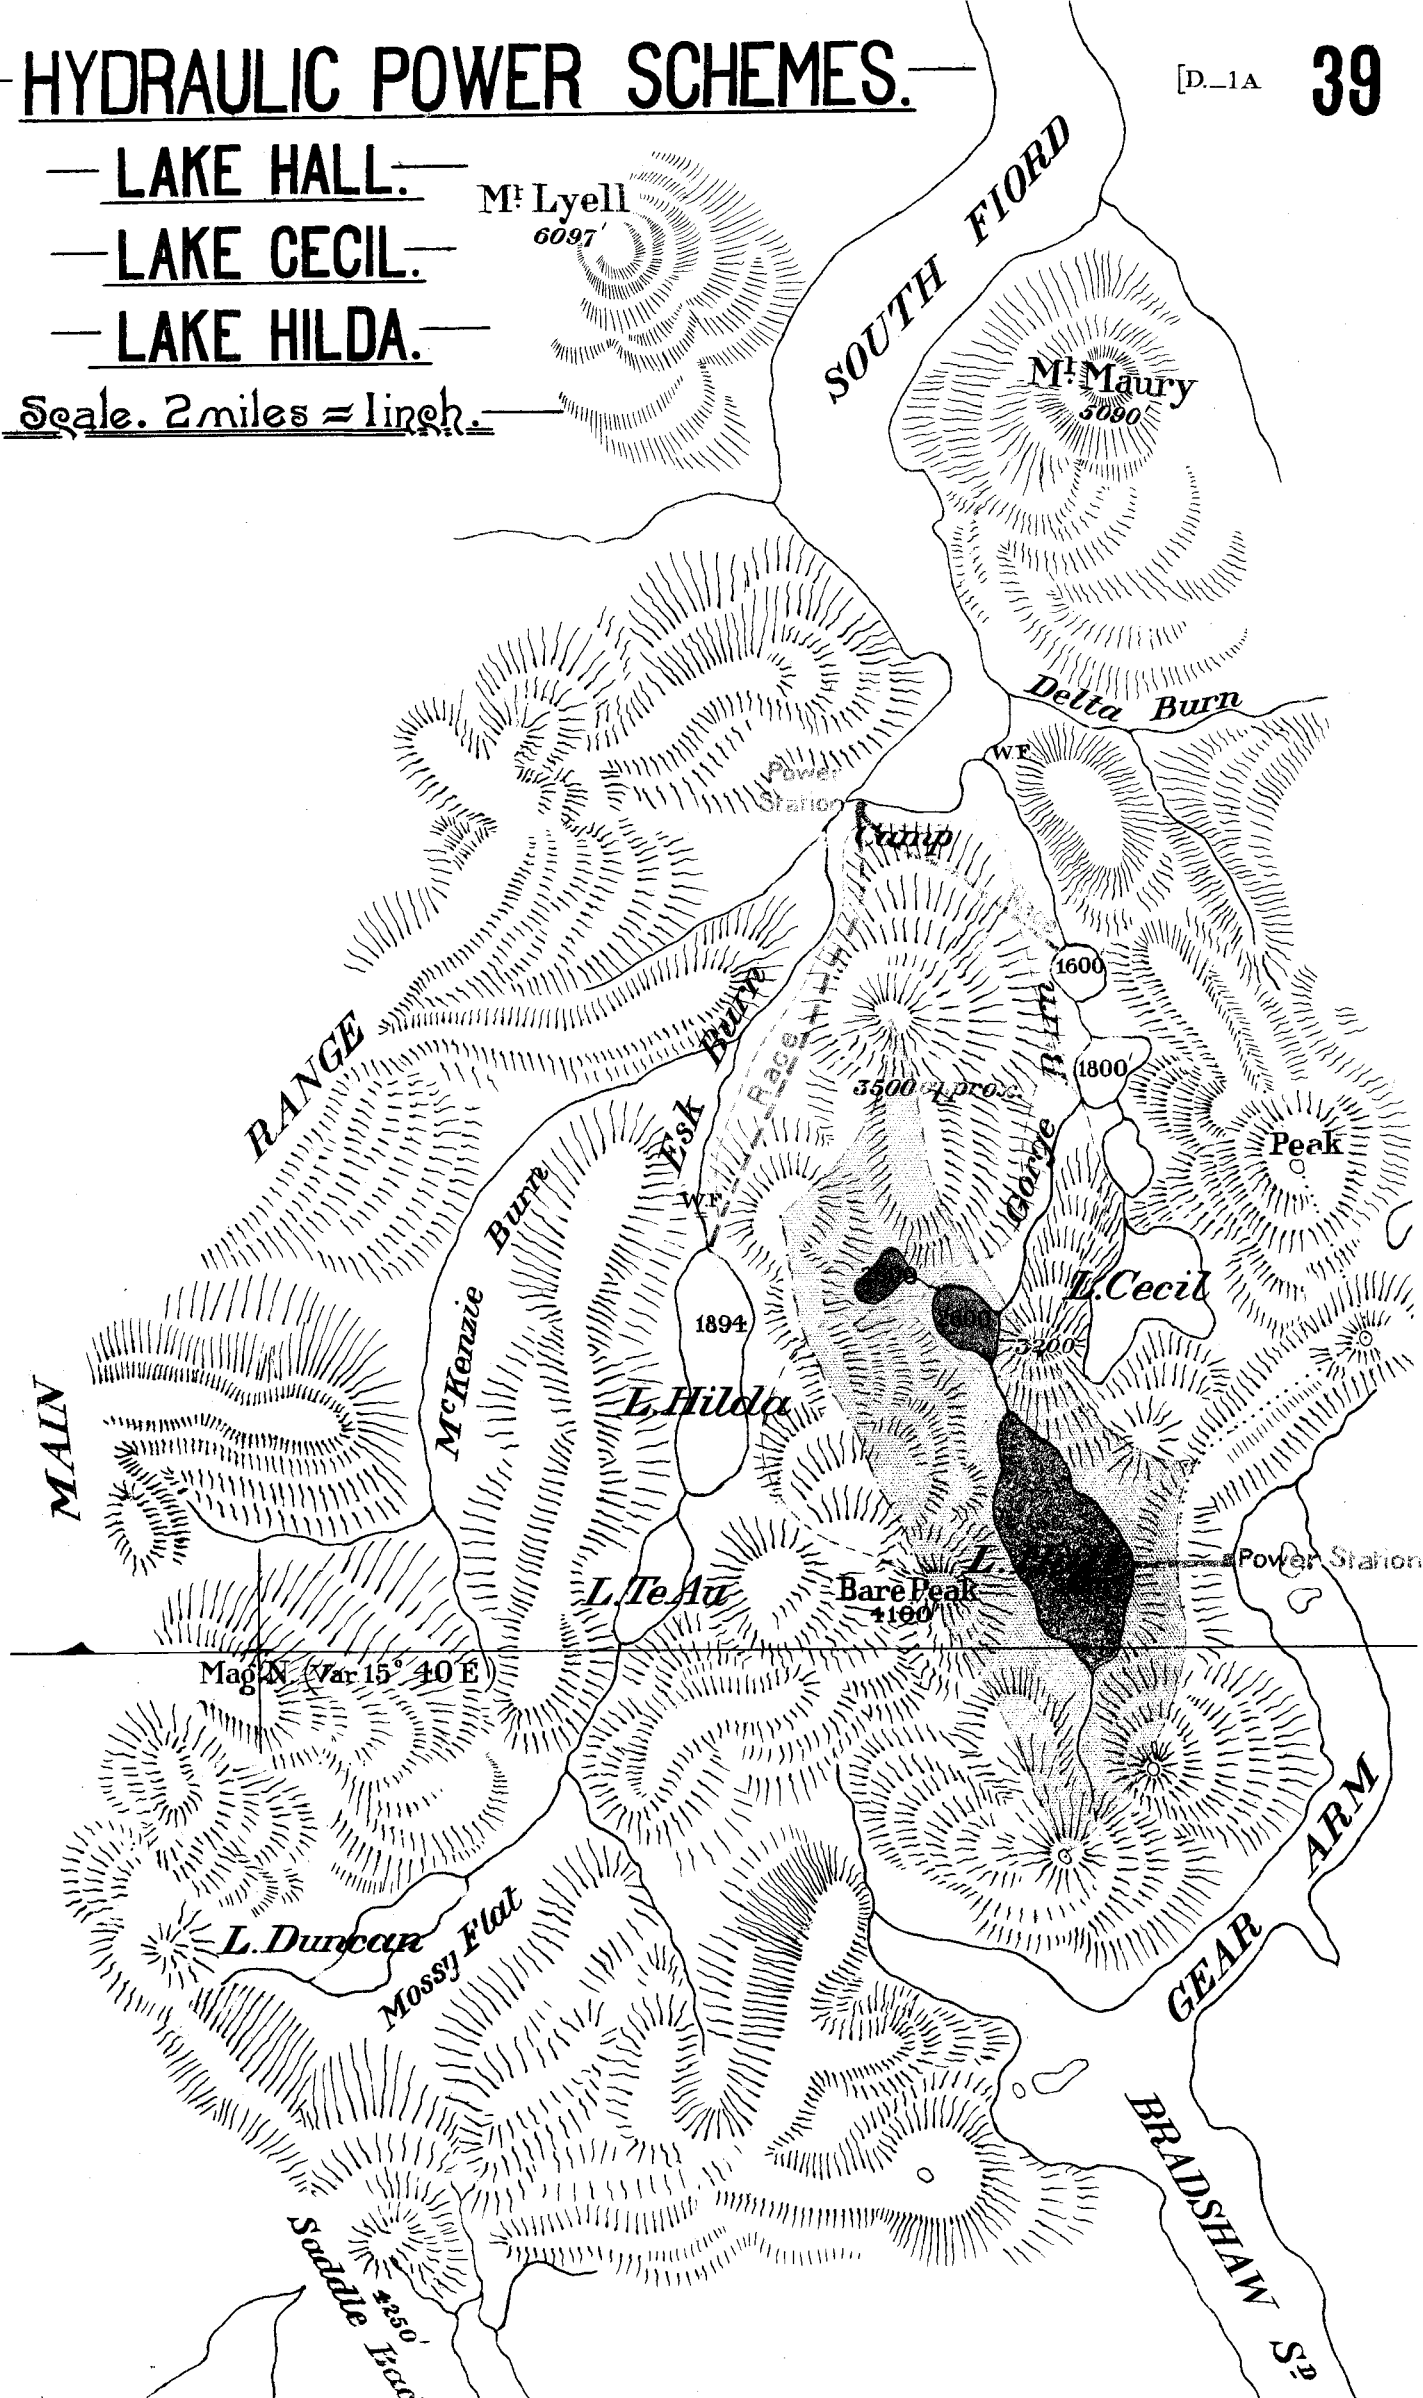 HYDRAULIC POWER SCHEMES.
[D.—1A
39
LAKE HALL.
LAKE CECIL.
LAKE HILDA.
Scale. 2 miles = 1 inch.
Mt. Lyell
6097'
SOUTH FIORD
Mt. Maury
5090
Delta Burn
W.F.
Power
Station
Camp
Race
1600
Burn
RANGE
Race
1800'
3500 approx.
Esk
Gorge
Peak
Burn
W.F.
L. Cecil
McKenzie
1894
2600
3200
L. Hilda
MAIN
L.
Power Station
L. Te Au
Bare Peak
4100'
Mag. N. (Var 15° 40 E)
ARM
L. Duncan
Mossy Flat
GEAR
BRADSHAW SD
Saddle
4250'